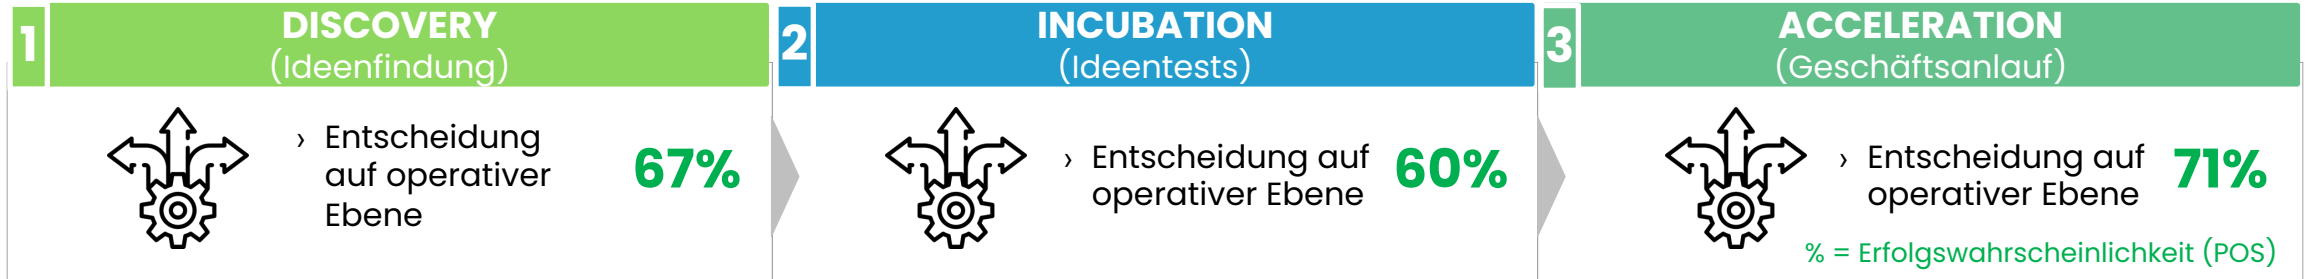 1
DISCOVERY
(Ideenfindung)
› Entscheidung
auf operativer
Ebene
67%
2
INCUBATION
(Ideentests)
› Entscheidung auf
operativer Ebene
60%
3
ACCELERATION
(Geschäftsanlauf)
› Entscheidung auf
operativer Ebene
71%
% = Erfolgswahrscheinlichkeit (POS)